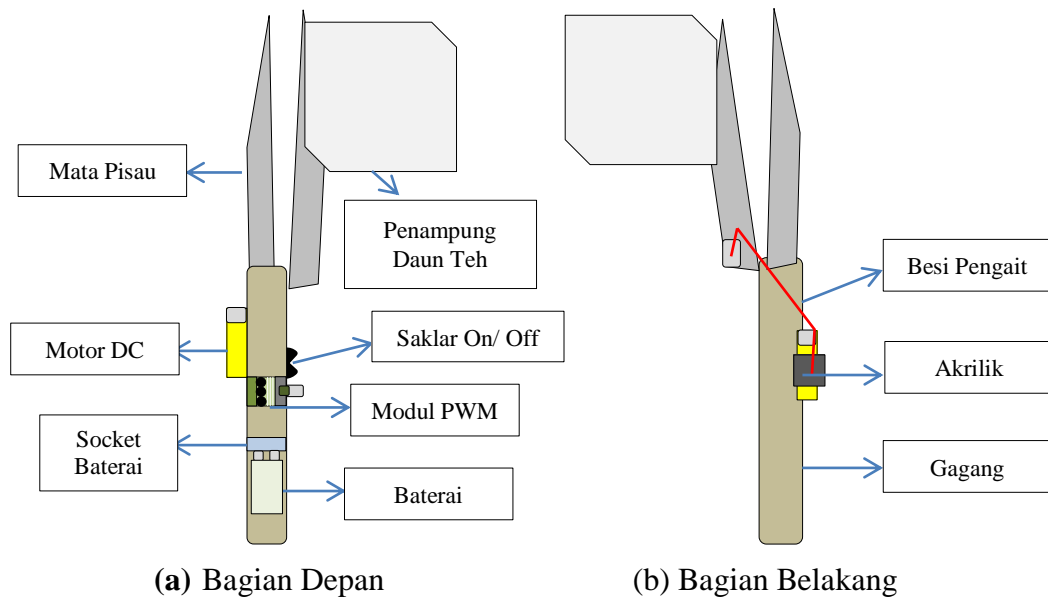 Mata Pisau
Penampung
Daun Teh
Motor DC
Saklar On/ Off
Modul PWM
Socket
Baterai
Baterai
Besi Pengait
Akrilik
Gagang
(a) Bagian Depan
(b) Bagian Belakang